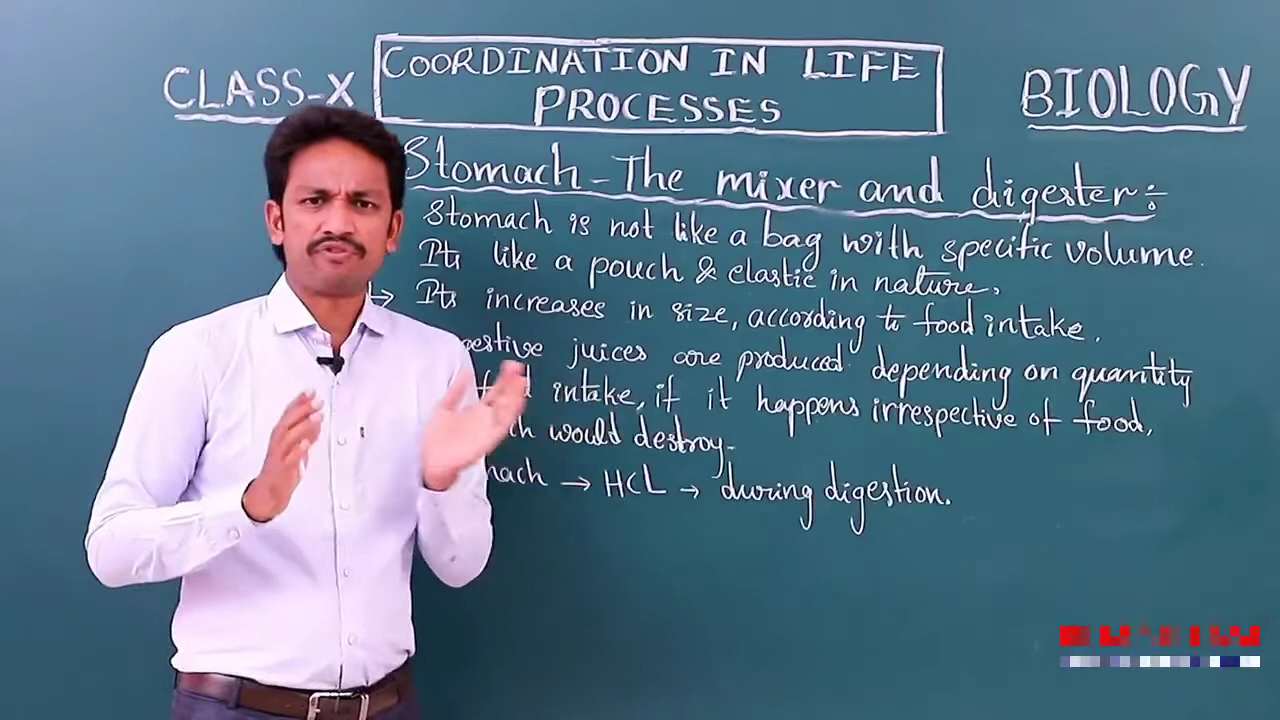 CLASS-X
COORDINATION IN LIFE
PROCESSES
BIOLOGY
Stomach - The mixer and digester:-
Stomach is not like a bag with specific volume.
Its like a pouch & elastic in nature.
→ Its increases in size, according to food intake.
juices are produced depending on quantity
intake, if it happens irrespective of food,
would destroy.
→ HCL → during digestion.